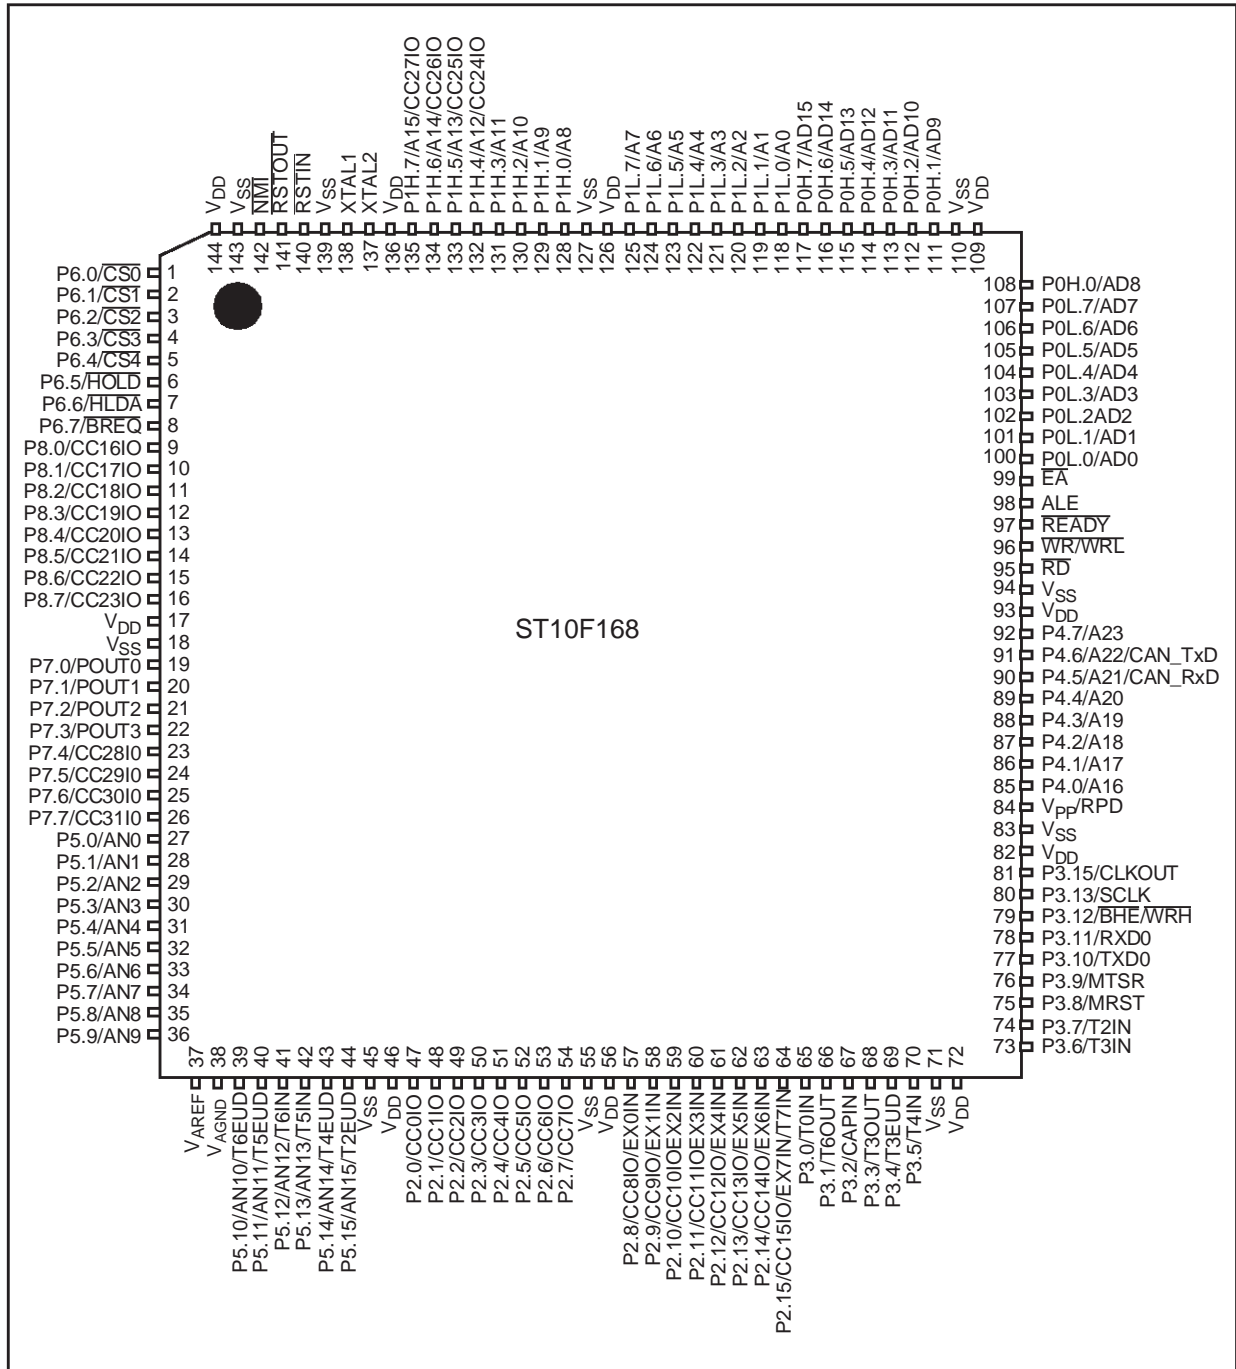 VDD
VSS
NMI
RSTOUT
RSTIN
VSS
XTAL1
XTAL2
VDD
P1H.7/A15/CC27IO
P1H.6/A14/CC26IO
P1H.5/A13/CC25IO
P1H.4/A12/CC24IO
P1H.3/A11
P1H.2/A10
P1H.1/A9
P1H.0/A8
VSS
VDD
P1L.7/A7
P1L.6/A6
P1L.5/A5
P1L.4/A4
P1L.3/A3
P1L.2/A2
P1L.1/A1
P1L.0/A0
P0H.7/AD15
P0H.6/AD14
P0H.5/AD13
P0H.4/AD12
P0H.3/AD11
P0H.2/AD10
P0H.1/AD9
VSS
VDD
144
143
142
141
140
139
138
137
136
135
134
133
132
131
130
129
128
127
126
125
124
123
122
121
120
119
118
117
116
115
114
113
112
111
110
109
P6.0/CS0 1
P6.1/CS1 2
P6.2/CS2 3
P6.3/CS3 4
P6.4/CS4 5
P6.5/HOLD 6
P6.6/HLDA 7
P6.7/BREQ 8
P8.0/CC16IO 9
P8.1/CC17IO 10
P8.2/CC18IO 11
P8.3/CC19IO 12
P8.4/CC20IO 13
P8.5/CC21IO 14
P8.6/CC22IO 15
P8.7/CC23IO 16
VDD 17
VSS 18
P7.0/POUT0 19
P7.1/POUT1 20
P7.2/POUT2 21
P7.3/POUT3 22
P7.4/CC28I0 23
P7.5/CC29I0 24
P7.6/CC30I0 25
P7.7/CC31I0 26
P5.0/AN0 27
P5.1/AN1 28
P5.2/AN2 29
P5.3/AN3 30
P5.4/AN4 31
P5.5/AN5 32
P5.6/AN6 33
P5.7/AN7 34
P5.8/AN8 35
P5.9/AN9 36
ST10F168
108 P0H.0/AD8
107 P0L.7/AD7
106 P0L.6/AD6
105 P0L.5/AD5
104 P0L.4/AD4
103 P0L.3/AD3
102 P0L.2AD2
101 P0L.1/AD1
100 P0L.0/AD0
99 EA
98 ALE
97 READY
96 WR/WRL
95 RD
94 VSS
93 VDD
92 P4.7/A23
91 P4.6/A22/CAN_TxD
90 P4.5/A21/CAN_RxD
89 P4.4/A20
88 P4.3/A19
87 P4.2/A18
86 P4.1/A17
85 P4.0/A16
84 VPP/RPD
83 VSS
82 VDD
81 P3.15/CLKOUT
80 P3.13/SCLK
79 P3.12/BHE/WRH
78 P3.11/RXD0
77 P3.10/TXD0
76 P3.9/MTSR
75 P3.8/MRST
74 P3.7/T2IN
73 P3.6/T3IN
37
38
39
40
41
42
43
44
45
46
47
48
49
50
51
52
53
54
55
56
57
58
59
60
61
62
63
64
65
66
67
68
69
70
71
72
VAREF
VAGND
P5.10/AN10/T6EUD
P5.11/AN11/T5EUD
P5.12/AN12/T6IN
P5.13/AN13/T5IN
P5.14/AN14/T4EUD
P5.15/AN15/T2EUD
VSS
VDD
P2.0/CC0IO
P2.1/CC1IO
P2.2/CC2IO
P2.3/CC3IO
P2.4/CC4IO
P2.5/CC5IO
P2.6/CC6IO
P2.7/CC7IO
VSS
VDD
P2.8/CC8IO/EX0IN
P2.9/CC9IO/EX1IN
P2.10/CC10IOEX2IN
P2.11/CC11IOEX3IN
P2.12/CC12IO/EX4IN
P2.13/CC13IO/EX5IN
P2.14/CC14IO/EX6IN
P2.15/CC15IO/EX7IN/T7IN
P3.0/T0IN
P3.1/T6OUT
P3.2/CAPIN
P3.3/T3OUT
P3.4/T3EUD
P3.5/T4IN
VSS
VDD